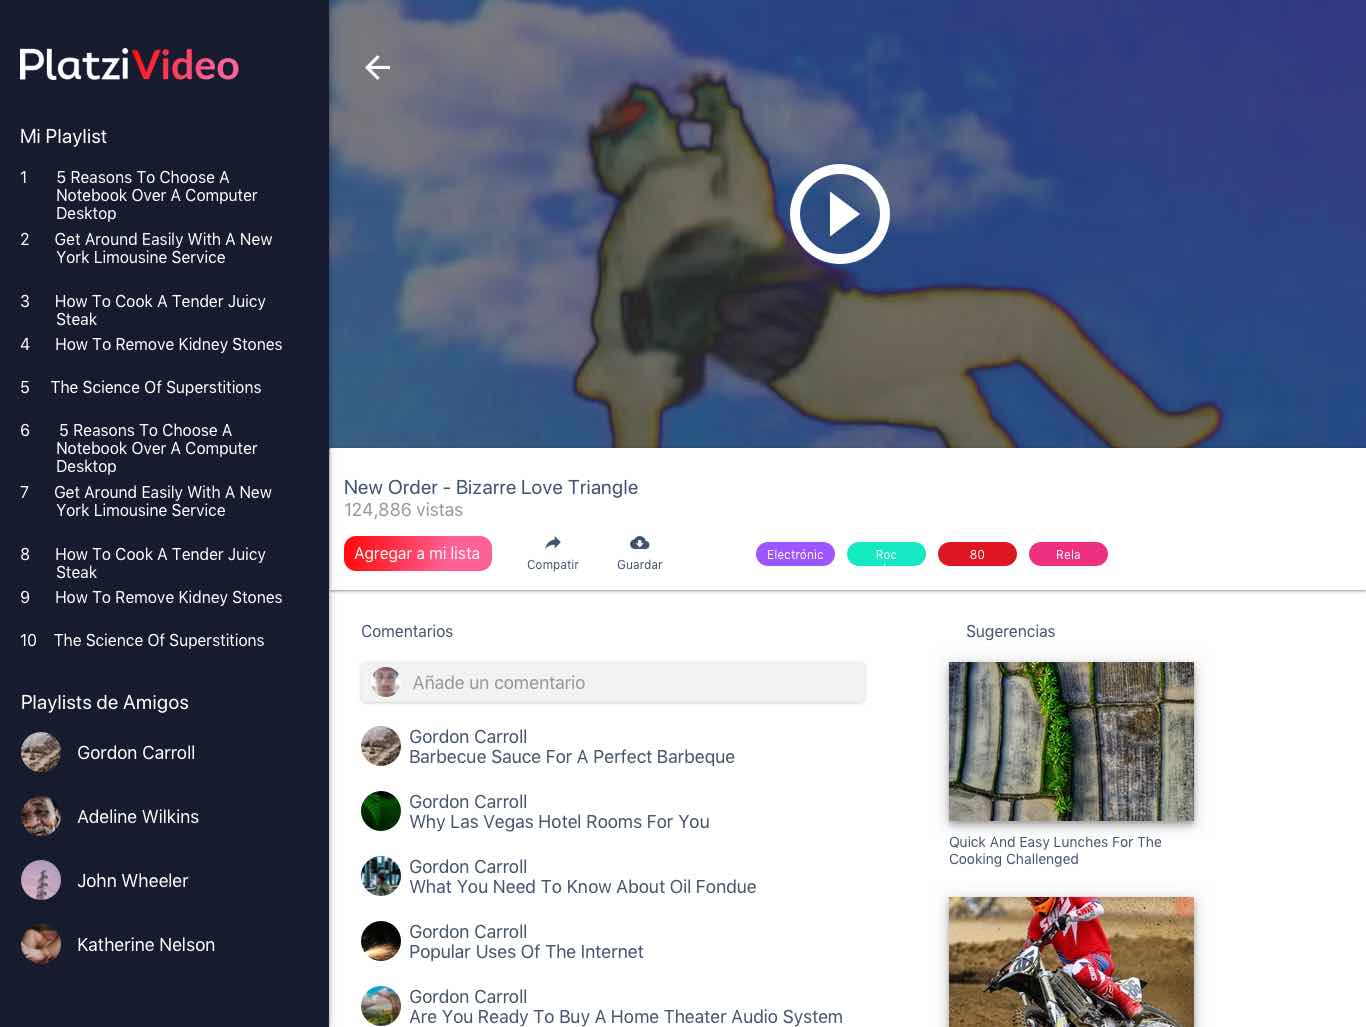 PlatziVideo
Mi Playlist
1 5 Reasons To Choose A
Notebook Over A Computer
Desktop
2 Get Around Easily With A New
York Limousine Service
3 How To Cook A Tender Juicy
Steak
4 How To Remove Kidney Stones
5 The Science Of Superstitions
6 5 Reasons To Choose A
Notebook Over A Computer
Desktop
7 Get Around Easily With A New
York Limousine Service
8 How To Cook A Tender Juicy
Steak
9 How To Remove Kidney Stones
10 The Science Of Superstitions
Playlists de Amigos
Gordon Carroll
Adeline Wilkins
John Wheeler
Katherine Nelson
New Order - Bizarre Love Triangle
124,886 vistas
Agregar a mi lista
Compartir
Guardar
Electrónic
Roc
80
Rela
Comentarios
Añade un comentario
Gordon Carroll
Barbecue Sauce For A Perfect Barbeque
Gordon Carroll
Why Las Vegas Hotel Rooms For You
Gordon Carroll
What You Need To Know About Oil Fondue
Gordon Carroll
Popular Uses Of The Internet
Gordon Carroll
Are You Ready To Buy A Home Theater Audio System
Sugerencias
Quick And Easy Lunches For The
Cooking Challenged